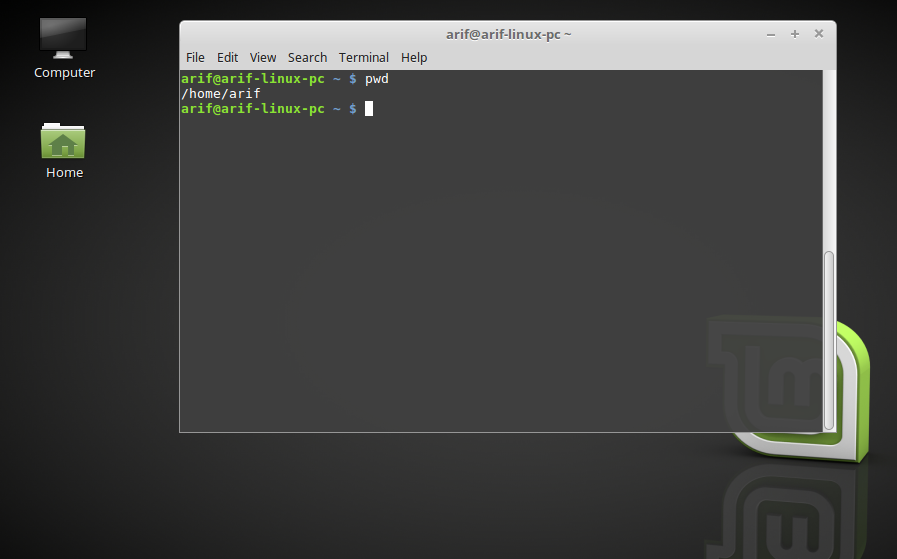 Computer
Home
arif@arif-linux-pc ~
File Edit View Search Terminal Help
arif@arif-linux-pc ~ $ pwd
/home/arif
arif@arif-linux-pc ~ $